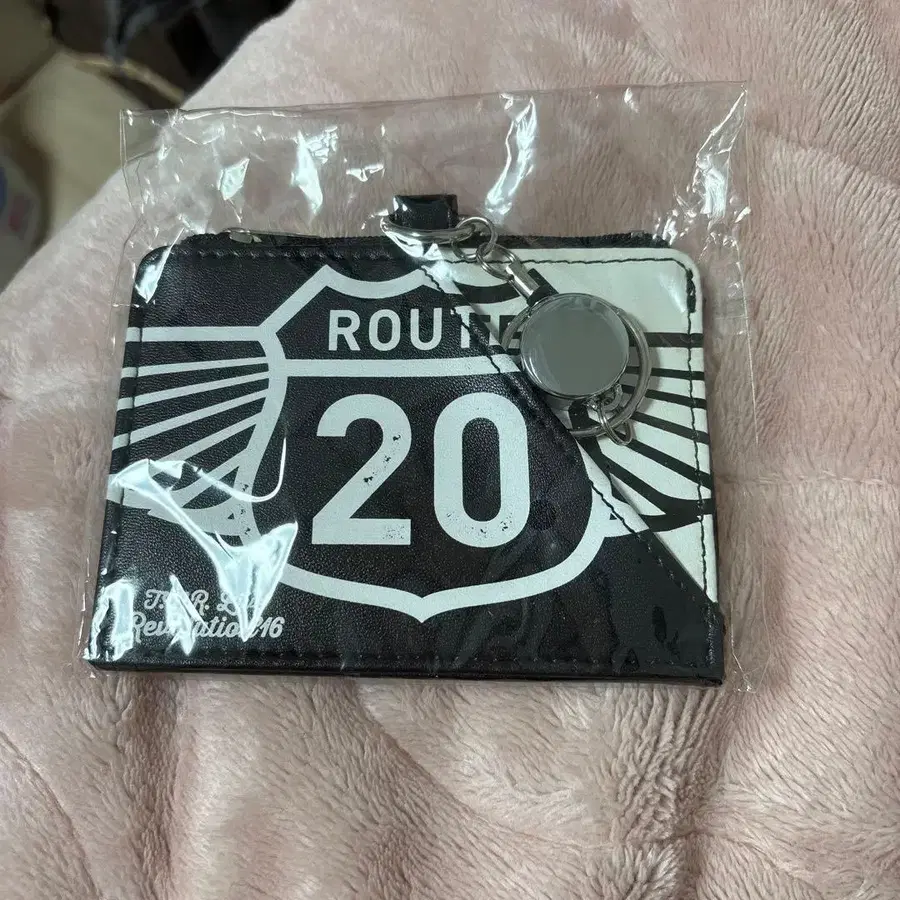 ROUTE
20
T.M.R. Live
Revolution'16